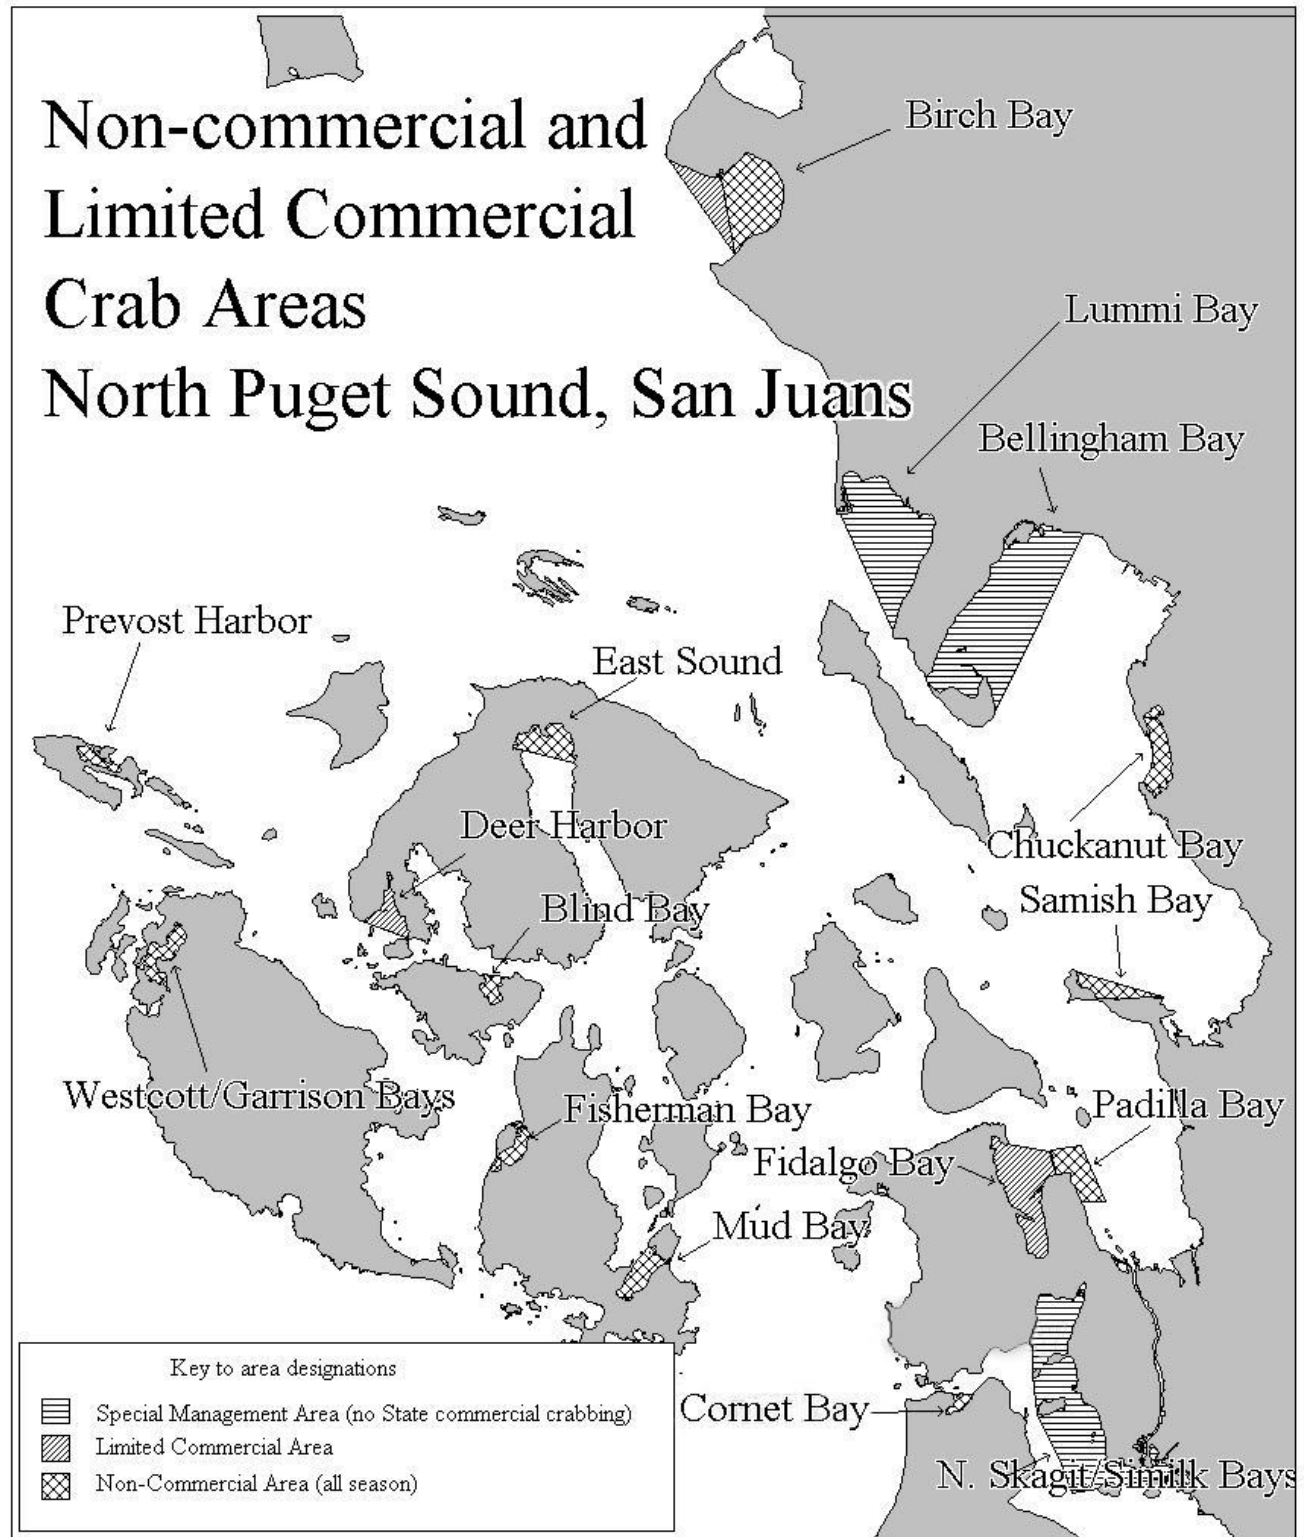 Non-commercial and
Limited Commercial
Crab Areas
North Puget Sound, San Juans
Birch Bay
Lummi Bay
Bellingham Bay
Prevost Harbor
East Sound
Deer Harbor
Chuckanut Bay
Samish Bay
Blind Bay
Westcott/Garrison Bays
Fisherman Bay
Padilla Bay
Fidalgo Bay
Mud Bay
Cornet Bay
N. Skagit/Similk Bays
Key to area designations
Special Management Area (no State commercial crabbing)
Limited Commercial Area
Non-Commercial Area (all season)